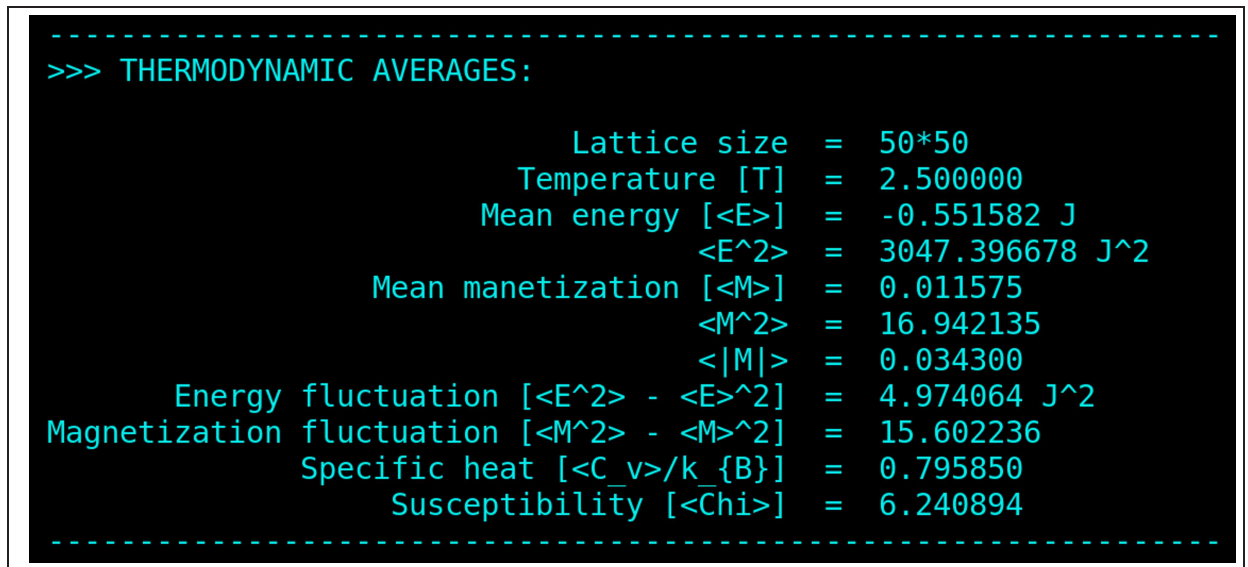 -----------------------------------------------------------------
>>> THERMODYNAMIC AVERAGES:
Lattice size = 50*50
Temperature [T] = 2.500000
Mean energy [<E>] = -0.551582 J
<E^2> = 3047.396678 J^2
Mean manetization [<M>] = 0.011575
<M^2> = 16.942135
<|M|> = 0.034300
Energy fluctuation [<E^2> - <E>^2] = 4.974064 J^2
Magnetization fluctuation [<M^2> - <M>^2] = 15.602236
Specific heat [<C_v>/k_{B}] = 0.795850
Susceptibility [<Chi>] = 6.240894
-----------------------------------------------------------------